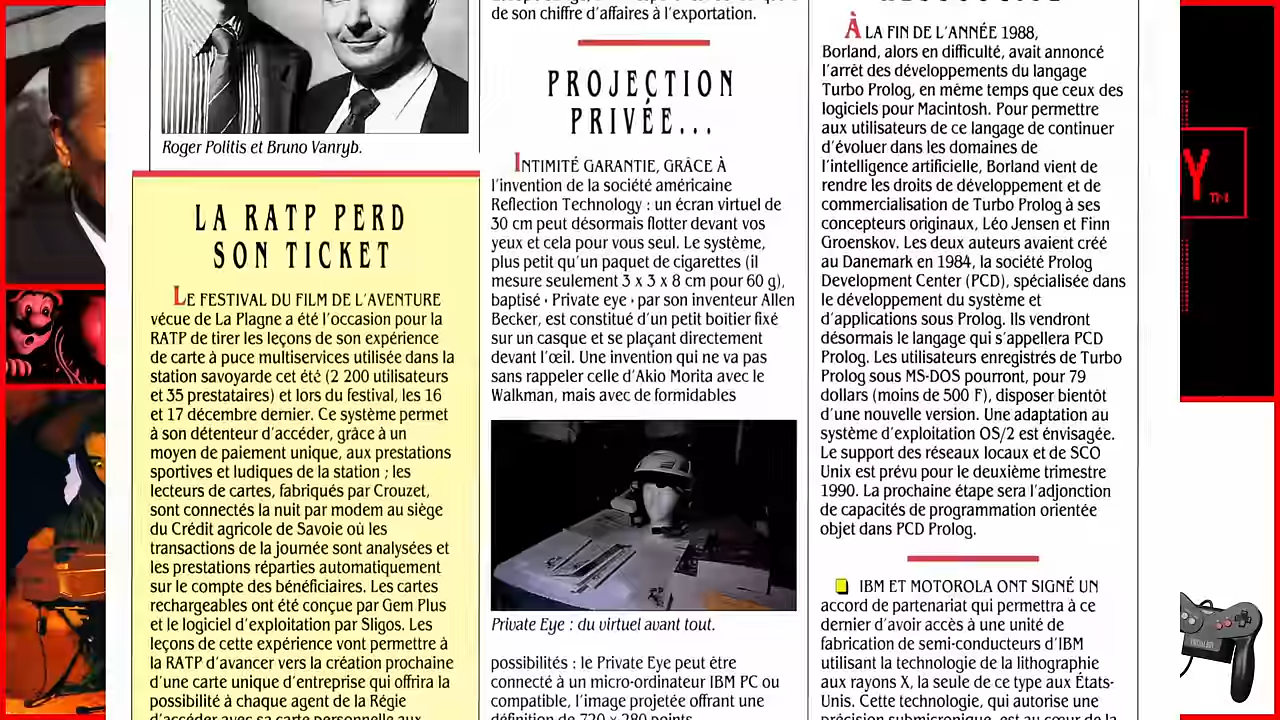 Roger Politis et Bruno Vanryb.
LA RATP PERD
SON TICKET
LE FESTIVAL DU FILM DE L'AVENTURE
vécue de La Plagne a été l'occasion pour la
RATP de tirer les leçons de son expérience
de carte à puce multiservices utilisée dans la
station savoyarde cet été (2 200 utilisateurs
et 35 prestataires) et lors du festival, les 16
et 17 décembre dernier. Ce système permet
à son détenteur d'accéder, grâce à un
moyen de paiement unique, aux prestations
sportives et ludiques de la station ; les
lecteurs de cartes, fabriqués par Crouzet,
sont connectés la nuit par modem au siège
du Crédit agricole de Savoie où les
transactions de la journée sont analysées et
les prestations réparties automatiquement
sur le compte des bénéficiaires. Les cartes
rechargeables ont été conçue par Gem Plus
et le logiciel d'exploitation par Sligos. Les
leçons de cette expérience vont permettre à
la RATP d'avancer vers la création prochaine
d'une carte unique d'entreprise qui offrira la
possibilité à chaque agent de la Régie
d'accéder avec sa carte personnelle aux
de son chiffre d'affaires à l'exportation.
PROJECTION
PRIVÉE...
INTIMITÉ GARANTIE, GRÂCE À
l'invention de la société américaine
Reflection Technology : un écran virtuel de
30 cm peut désormais flotter devant vos
yeux et cela pour vous seul. Le système,
plus petit qu'un paquet de cigarettes (il
mesure seulement 3 x 3 x 8 cm pour 60 g),
baptisé • Private eye • par son inventeur Allen
Becker, est constitué d'un petit boitier fixé
sur un casque et se plaçant directement
devant l'œil. Une invention qui ne va pas
sans rappeler celle d'Akio Morita avec le
Walkman, mais avec de formidables
Private Eye : du virtuel avant tout.
possibilités : le Private Eye peut être
connecté à un micro-ordinateur IBM PC ou
compatible, l'image projetée offrant une
définition de 720 x 280 points.
À LA FIN DE L'ANNÉE 1988,
Borland, alors en difficulté, avait annoncé
l'arrêt des développements du langage
Turbo Prolog, en même temps que ceux des
logiciels pour Macintosh. Pour permettre
aux utilisateurs de ce langage de continuer
d'évoluer dans les domaines de
l'intelligence artificielle, Borland vient de
rendre les droits de développement et de
commercialisation de Turbo Prolog à ses
concepteurs originaux, Léo Jensen et Finn
Groenskov. Les deux auteurs avaient créé
au Danemark en 1984, la société Prolog
Development Center (PCD), spécialisée dans
le développement du système et
d'applications sous Prolog. Ils vendront
désormais le langage qui s'appellera PCD
Prolog. Les utilisateurs enregistrés de Turbo
Prolog sous MS-DOS pourront, pour 79
dollars (moins de 500 F), disposer bientôt
d'une nouvelle version. Une adaptation au
système d'exploitation OS/2 est envisagée.
Le support des réseaux locaux et de SCO
Unix est prévu pour le deuxième trimestre
1990. La prochaine étape sera l'adjonction
de capacités de programmation orientée
objet dans PCD Prolog.
IBM ET MOTOROLA ONT SIGNÉ UN
accord de partenariat qui permettra à ce
dernier d'avoir accès à une unité de
fabrication de semi-conducteurs d'IBM
utilisant la technologie de la lithographie
aux rayons X, la seule de ce type aux États-
Unis. Cette technologie, qui autorise une
précision submicronique, est au cœur de la
Y TM